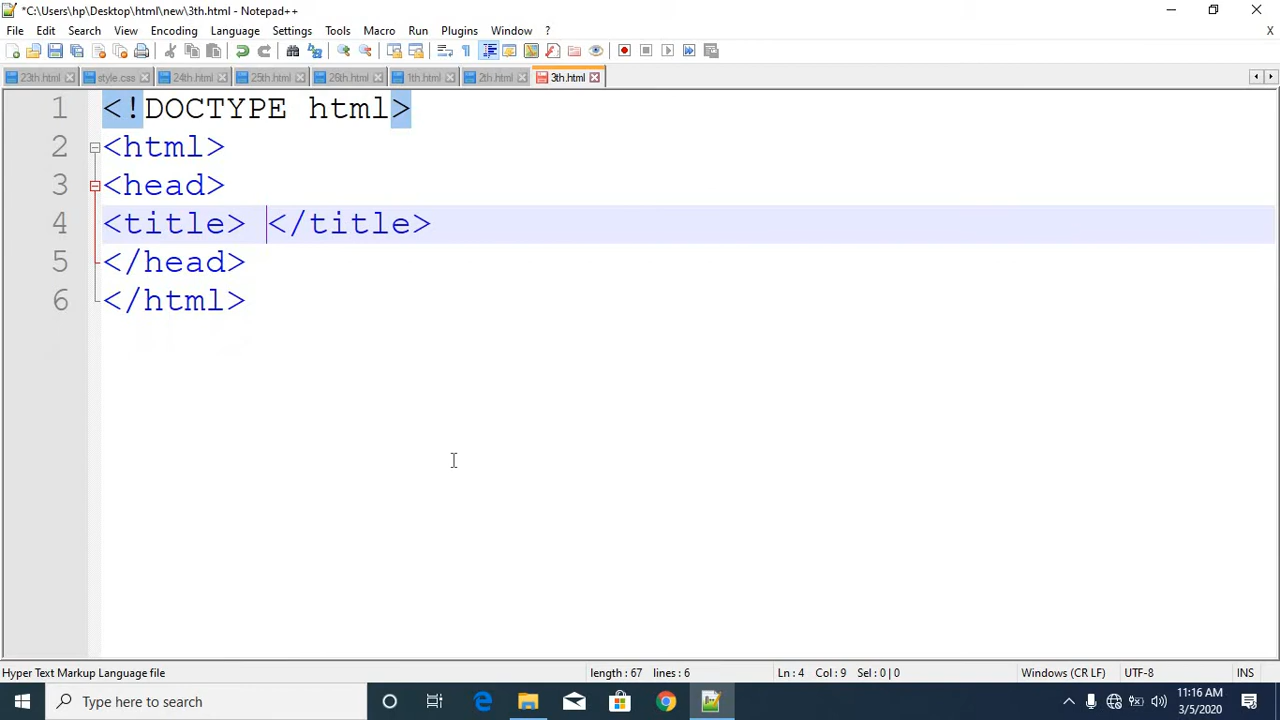 *C:\Users\hp\Desktop\html\new\3th.html - Notepad++
File Edit Search View Encoding Language Settings Tools Macro Run Plugins Window ? X
23th.html style.css 24th.html 25th.html 26th.html 1th.html 2th.html 3th.html
1 <!DOCTYPE html>
2 <html>
3 <head>
4 <title> </title>
5 </head>
6 </html>
Hyper Text Markup Language file length : 67 lines : 6 Ln : 4 Col : 9 Sel : 0 | 0 Windows (CR LF) UTF-8 INS
Type here to search
11:16 AM
3/5/2020